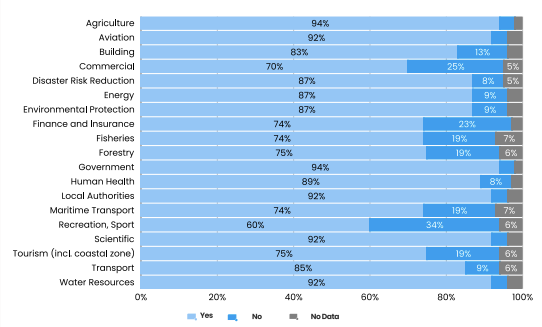 Agriculture 94%
Aviation 92%
Building 83% 13%
Commercial 70% 25% 5%
Disaster Risk Reduction 87% 8% 5%
Energy 87% 9%
Environmental Protection 87% 9%
Finance and Insurance 74% 23%
Fisheries 74% 19% 7%
Forestry 75% 19% 6%
Government 94%
Human Health 89% 8%
Local Authorities 92%
Maritime Transport 74% 19% 7%
Recreation, Sport 60% 34% 6%
Scientific 92%
Tourism (incl. coastal zone) 75% 19% 6%
Transport 85% 9% 6%
Water Resources 92%
0% 20% 40% 60% 80% 100%
Yes No No Data